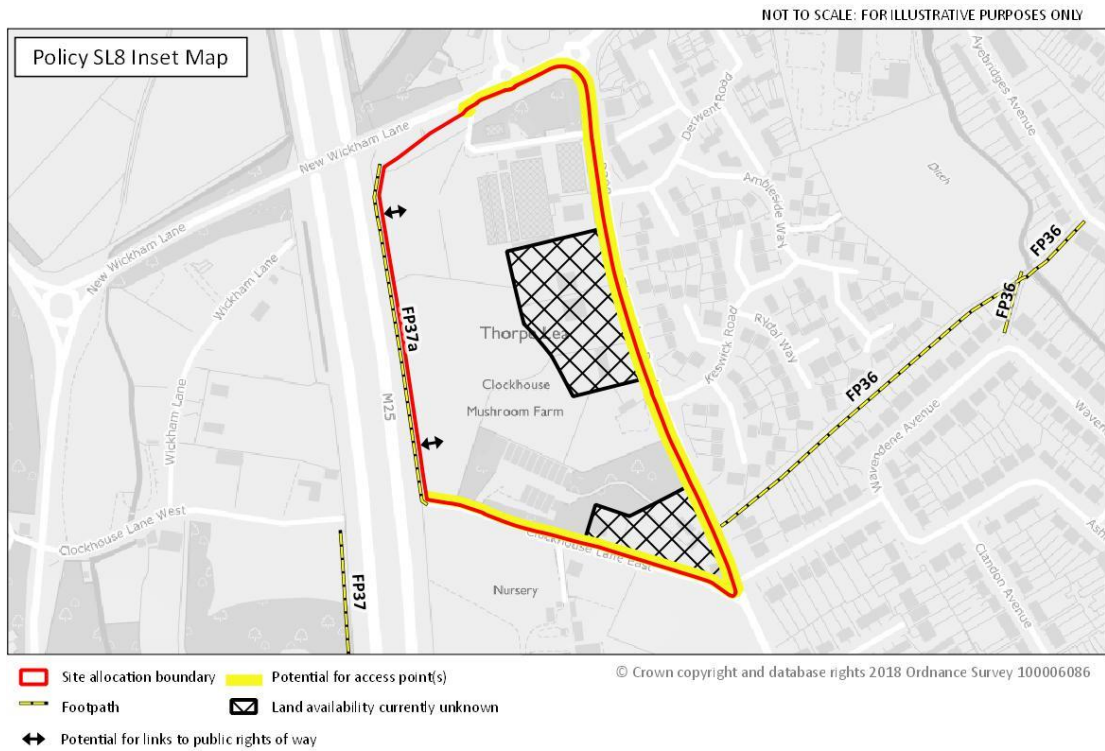 NOT TO SCALE: FOR ILLUSTRATIVE PURPOSES ONLY
Policy SL8 Inset Map
New Wickham Lane
Ayebridges Avenue
Derwent Road
Ditch
Ambleside Way
New Wickham Lane
Wickham Lane
FP36
FP36
FP37a
Thorpe Lea
Rydal Way
Keswick Road
Clockhouse
Mushroom Farm
M25
FP36
Wavendene Avenue
Wickham Lane
Clockhouse Lane West
Clockhouse Lane East
FP37
Nursery
Clandon Avenue
Site allocation boundary
Potential for access point(s)
© Crown copyright and database rights 2018 Ordnance Survey 100006086
Footpath
Land availability currently unknown
Potential for links to public rights of way